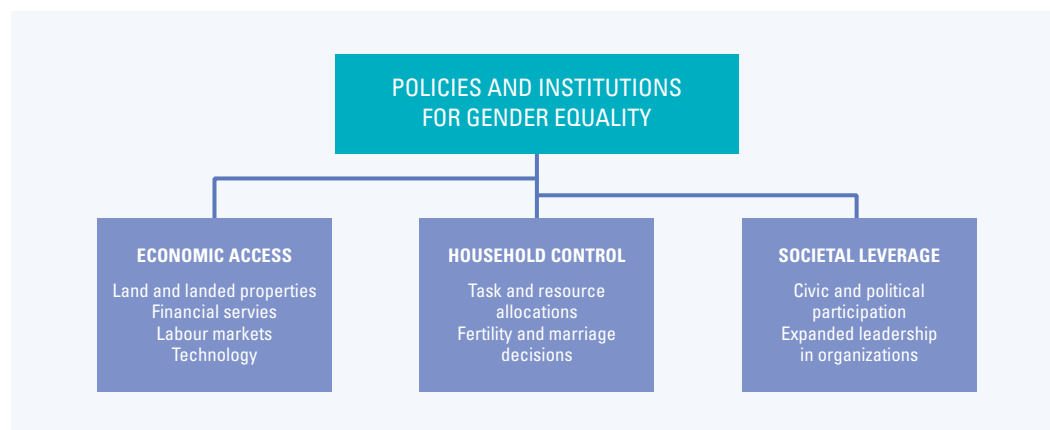 POLICIES AND INSTITUTIONS
FOR GENDER EQUALITY
ECONOMIC ACCESS
Land and landed properties
Financial servies
Labour markets
Technology
HOUSEHOLD CONTROL
Task and resource
allocations
Fertility and marriage
decisions
SOCIETAL LEVERAGE
Civic and political
participation
Expanded leadership
in organizations